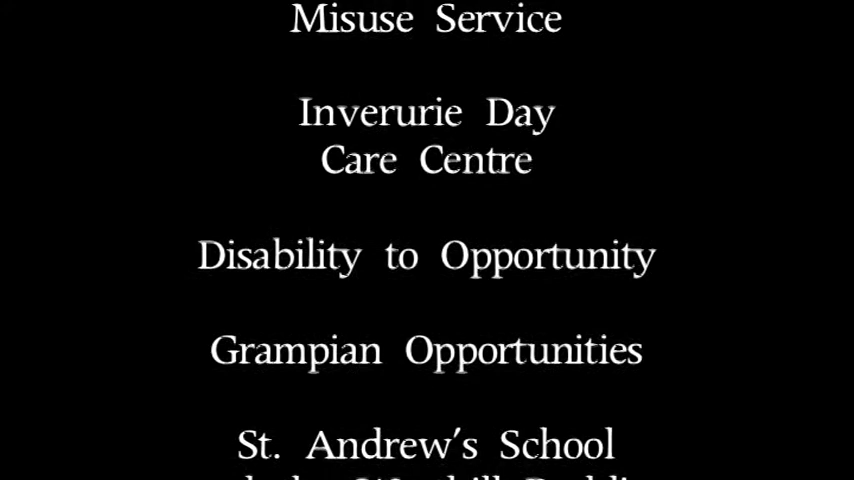 Misuse Service
Inverurie Day
Care Centre
Disability to Opportunity
Grampian Opportunities
St. Andrew's School